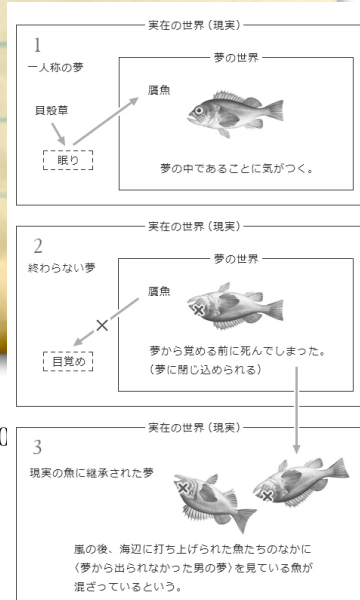 実在の世界（現実）
1
一人称の夢
夢の世界
贋魚
貝殻草
眠り
夢の中であることに気がつく。
実在の世界（現実）
2
終わらない夢
夢の世界
贋魚
×
目覚め
夢から覚める前に死んでしまった。
（夢に閉じ込められる）
実在の世界（現実）
3
現実の魚に継承された夢
嵐の後、海辺に打ち上げられた魚たちのなかに
〈夢から出られなかった男の夢〉を見ている魚が
混ざっているという。